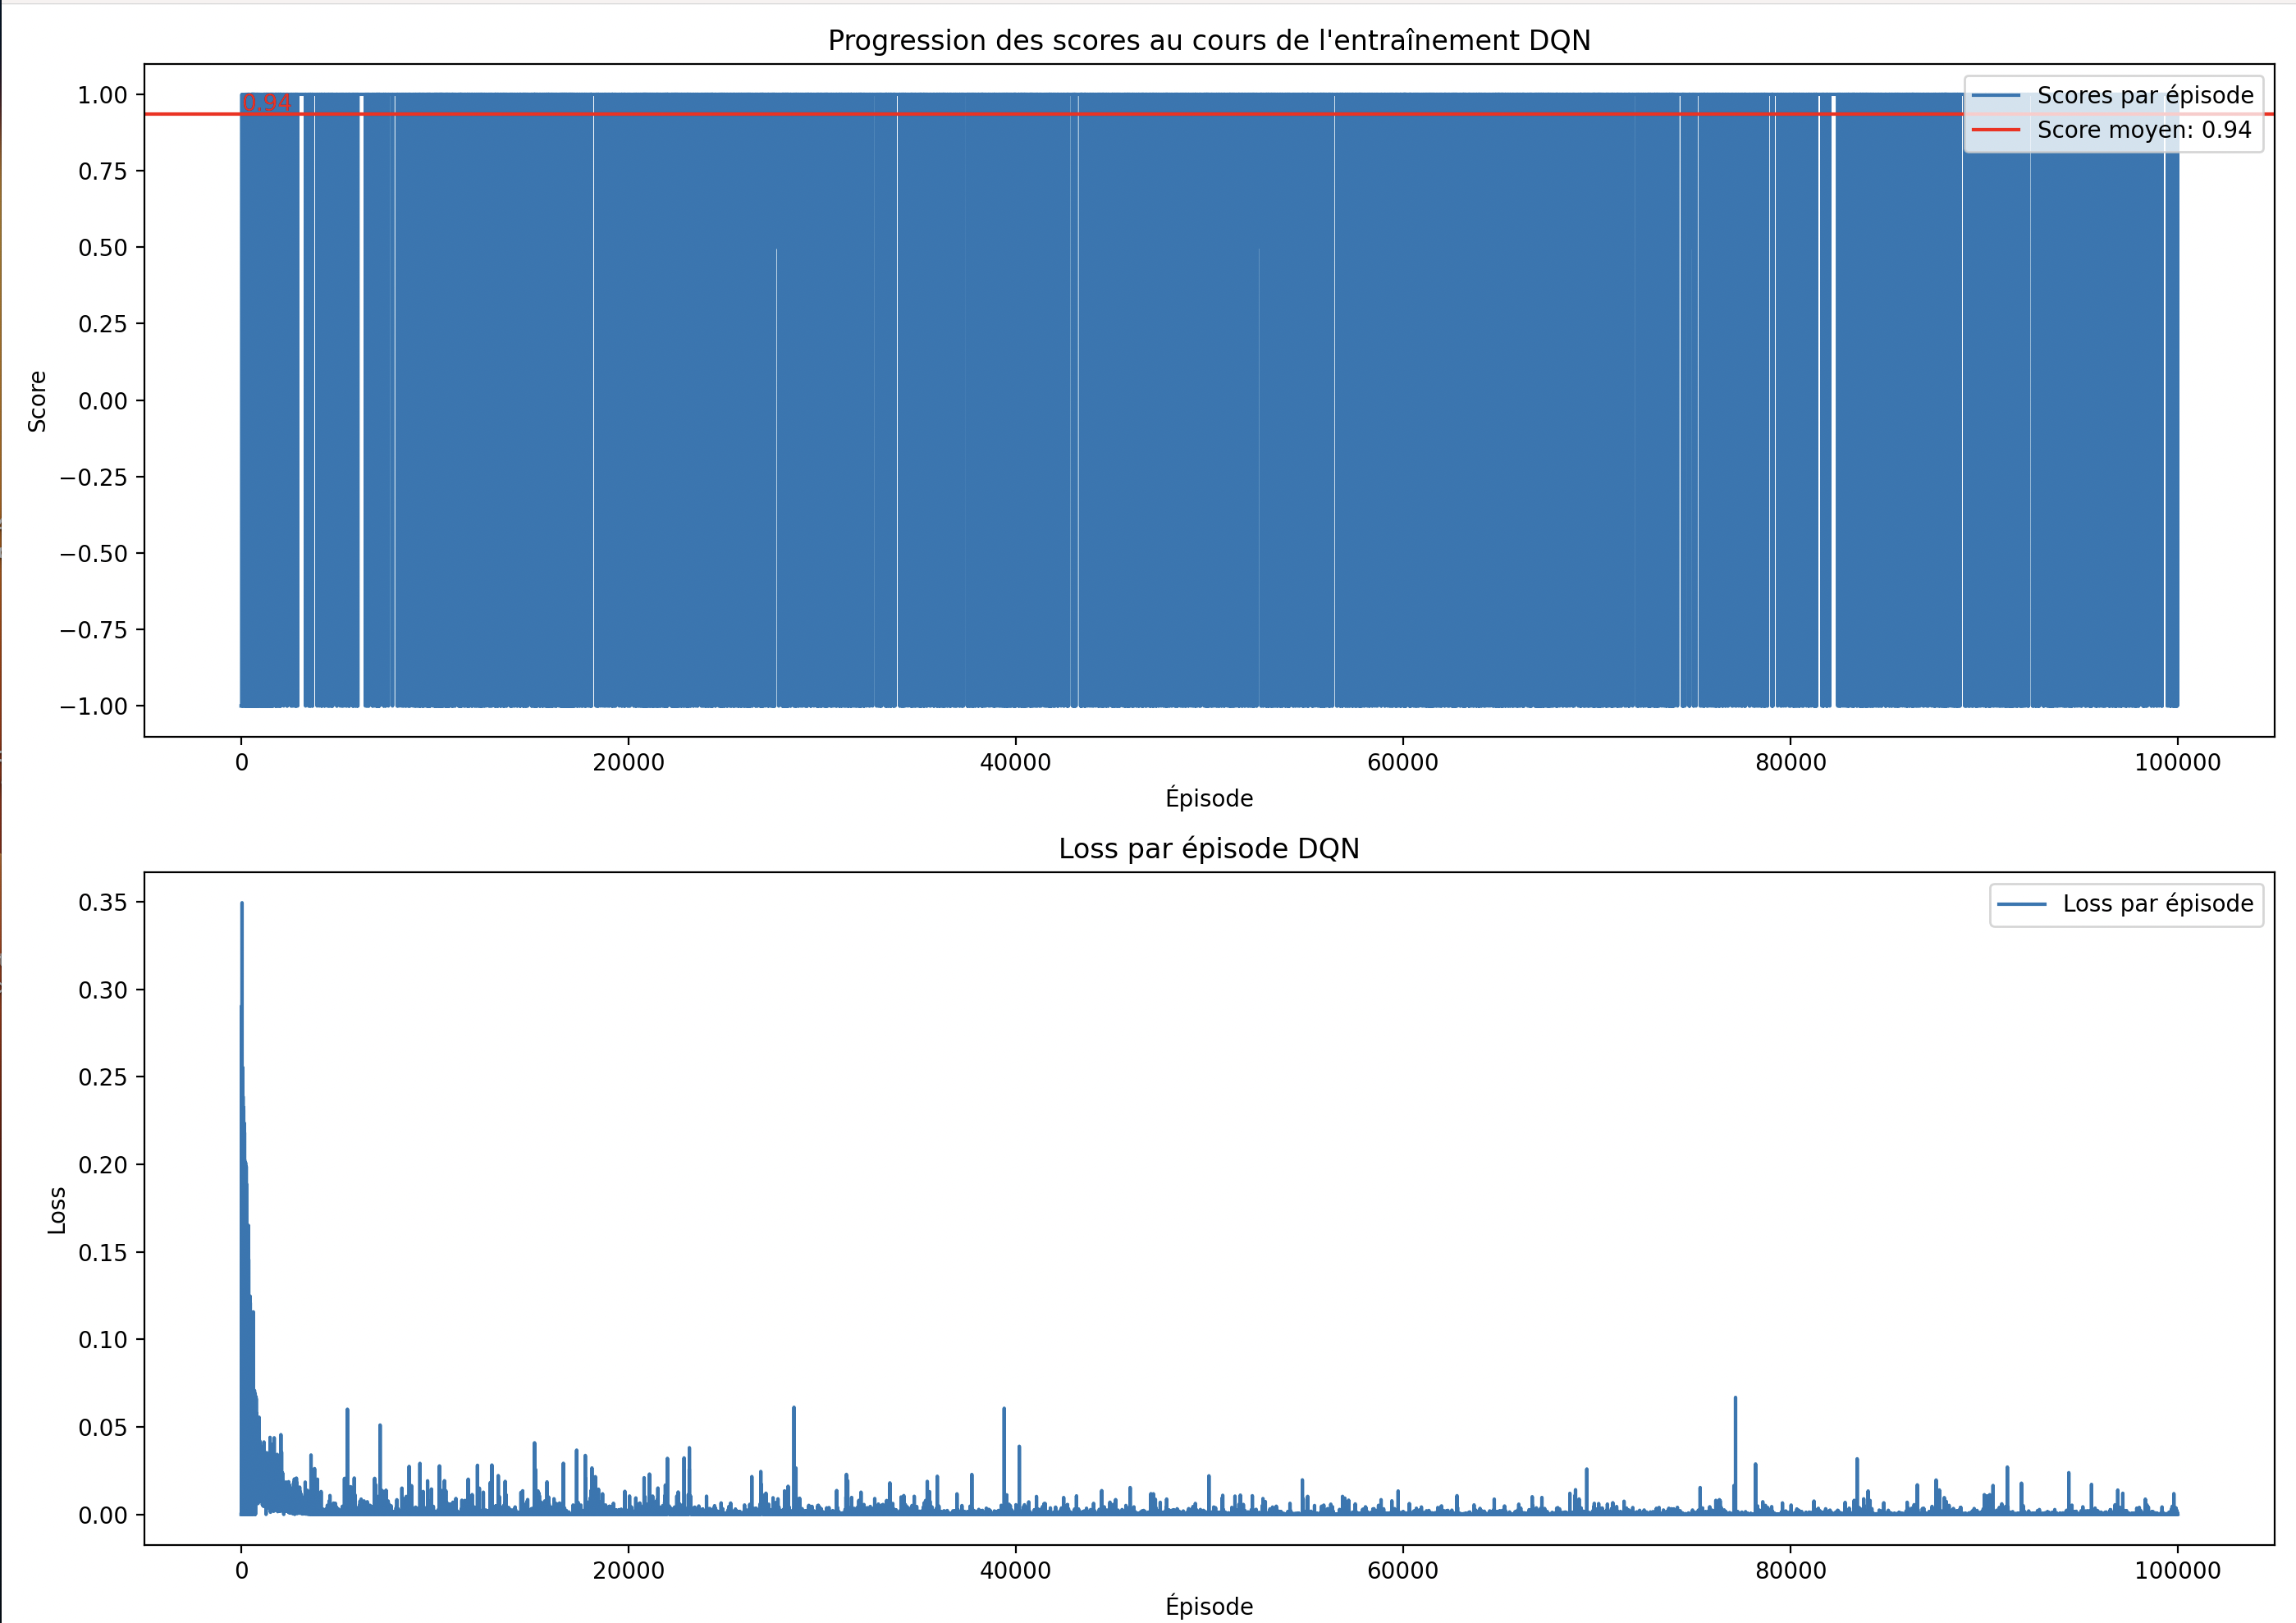 Progression des scores au cours de l'entraînement DQN
1.00
0.75
0.50
0.25
0.00
−0.25
−0.50
−0.75
−1.00
Score
0.94
Scores par épisode
Score moyen: 0.94
0 20000 40000 60000 80000 100000
Épisode
Loss par épisode DQN
0.35
0.30
0.25
0.20
0.15
0.10
0.05
0.00
Loss
Loss par épisode
0 20000 40000 60000 80000 100000
Épisode